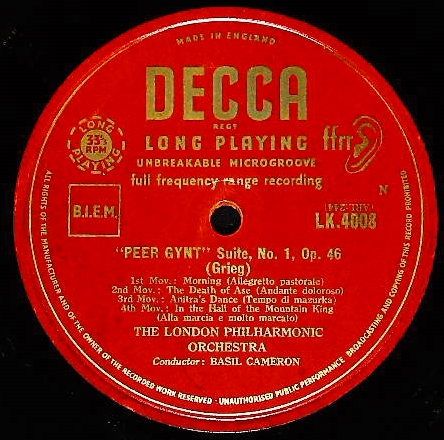 MADE IN ENGLAND
DECCA
REGD
LONG PLAYING
UNBREAKABLE MICROGROOVE
full frequency range recording
LONG
33⅓
RPM
PLAYING
ffrr
B.I.E.M.
N
LK.4008
"PEER GYNT" Suite, No. 1, Op. 46
(Grieg)
1st Mov.: Morning (Allegretto pastorale)
2nd Mov.: The Death of Ase (Andante doloroso)
3rd Mov.: Anitra's Dance (Tempo di mazurka)
4th Mov.: In the Hall of the Mountain King
(Alla marcia e molto marcato)
THE LONDON PHILHARMONIC
ORCHESTRA
Conductor: BASIL CAMERON
ALL RIGHTS OF THE MANUFACTURER AND OF THE OWNER OF THE RECORDED WORK RESERVED · UNAUTHORISED PUBLIC PERFORMANCE BROADCASTING AND COPYING OF THIS RECORD PROHIBITED